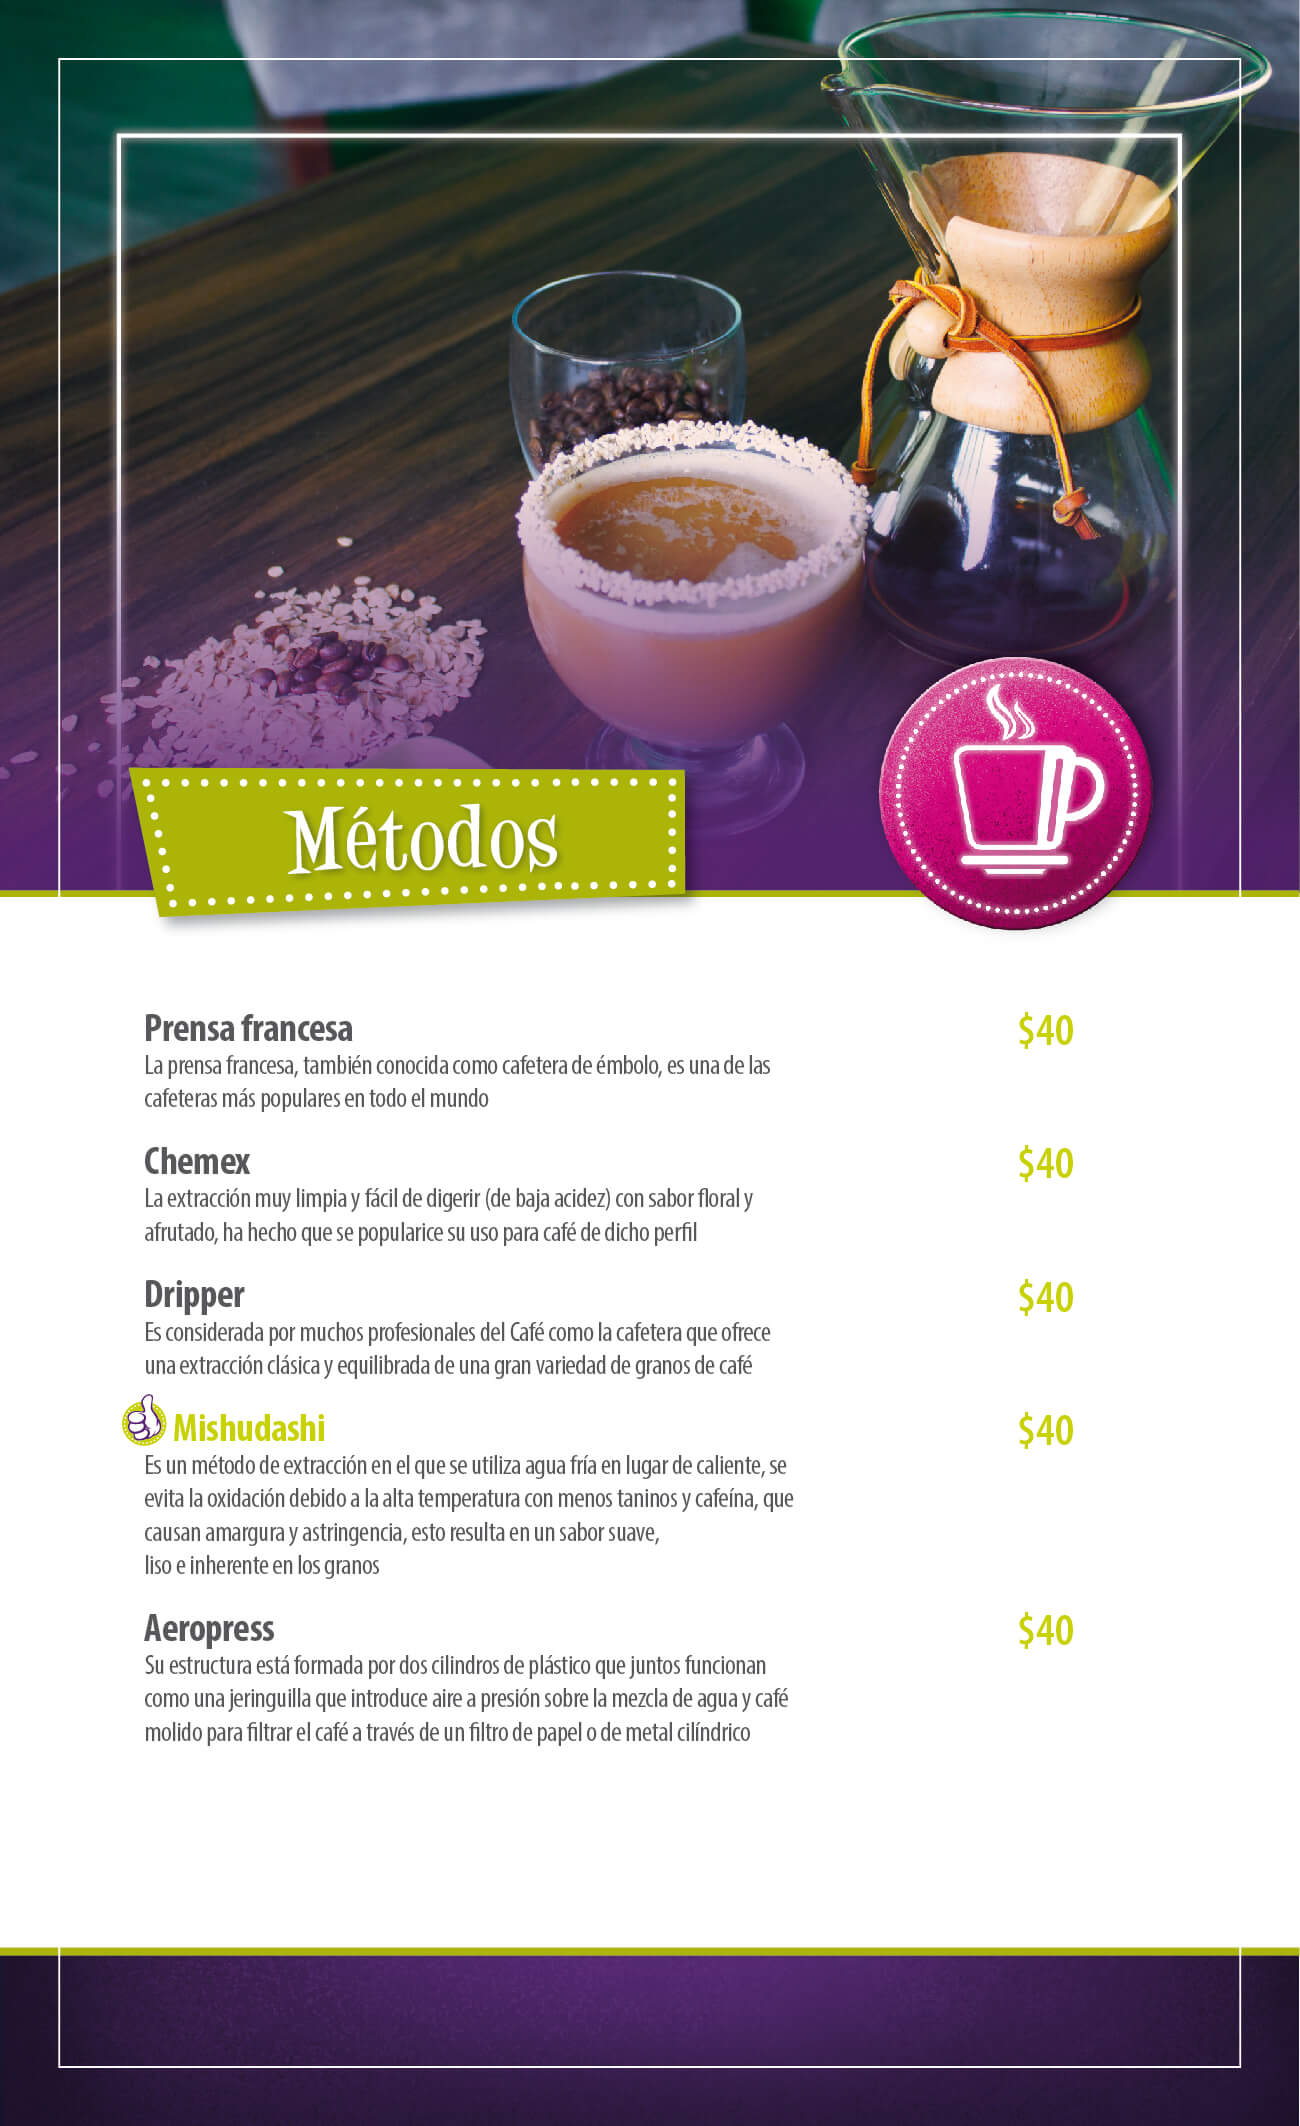 Métodos
Prensa francesa $40
La prensa francesa, también conocida como cafetera de émbolo, es una de las
cafeteras más populares en todo el mundo
Chemex $40
La extracción muy limpia y fácil de digerir (de baja acidez) con sabor floral y
afrutado, ha hecho que se popularice su uso para café de dicho perfil
Dripper $40
Es considerada por muchos profesionales del Café como la cafetera que ofrece
una extracción clásica y equilibrada de una gran variedad de granos de café
Mishudashi $40
Es un método de extracción en el que se utiliza agua fría en lugar de caliente, se
evita la oxidación debido a la alta temperatura con menos taninos y cafeína, que
causan amargura y astringencia, esto resulta en un sabor suave,
liso e inherente en los granos
Aeropress $40
Su estructura está formada por dos cilindros de plástico que juntos funcionan
como una jeringuilla que introduce aire a presión sobre la mezcla de agua y café
molido para filtrar el café a través de un filtro de papel o de metal cilíndrico